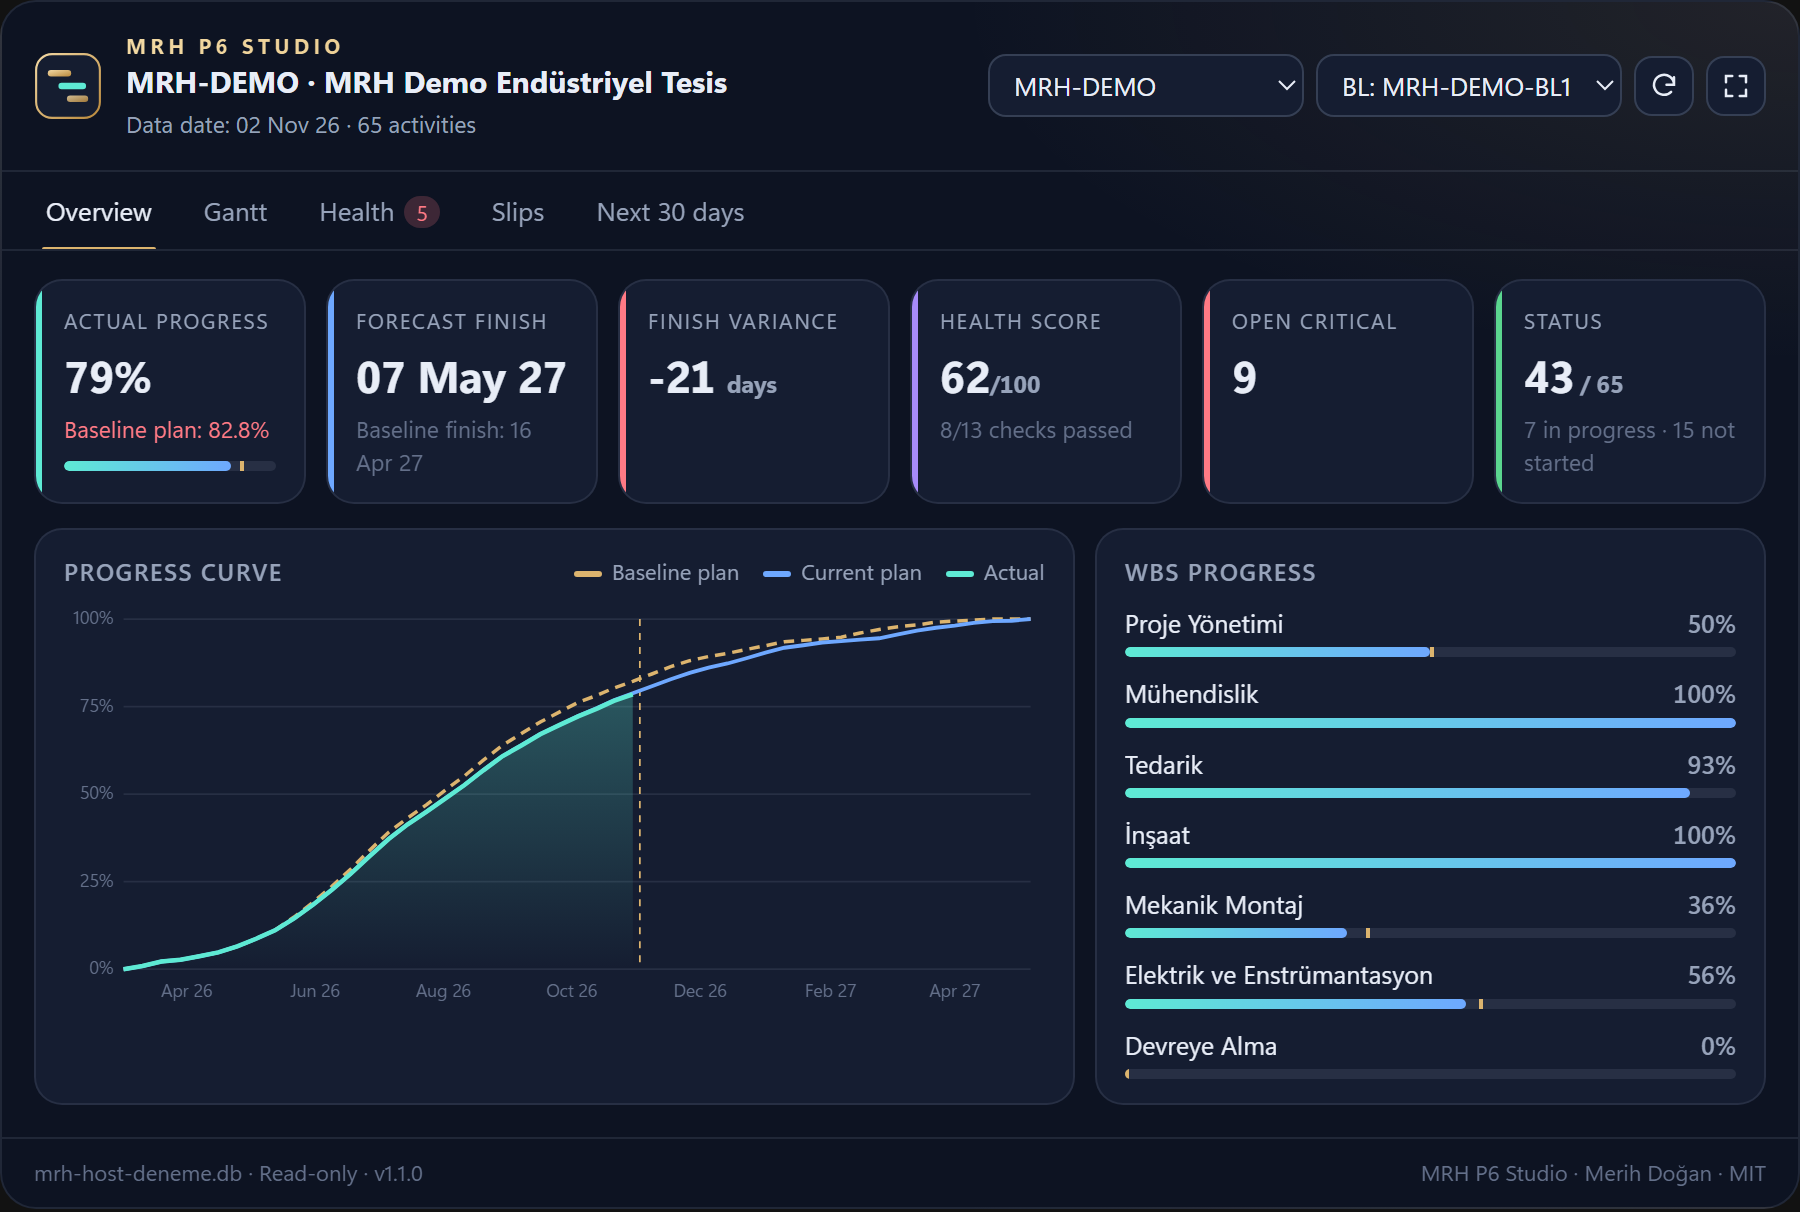 MRH P6 STUDIO
MRH-DEMO · MRH Demo Endüstriyel Tesis
Data date: 02 Nov 26 · 65 activities
MRH-DEMO
BL: MRH-DEMO-BL1
Overview
Gantt
Health 5
Slips
Next 30 days
ACTUAL PROGRESS
79%
Baseline plan: 82.8%
FORECAST FINISH
07 May 27
Baseline finish: 16
Apr 27
FINISH VARIANCE
-21 days
HEALTH SCORE
62/100
8/13 checks passed
OPEN CRITICAL
9
STATUS
43 / 65
7 in progress · 15 not
started
PROGRESS CURVE
Baseline plan
Current plan
Actual
100%
75%
50%
25%
0%
Apr 26
Jun 26
Aug 26
Oct 26
Dec 26
Feb 27
Apr 27
WBS PROGRESS
Proje Yönetimi 50%
Mühendislik 100%
Tedarik 93%
İnşaat 100%
Mekanik Montaj 36%
Elektrik ve Enstrümantasyon 56%
Devreye Alma 0%
mrh-host-deneme.db · Read-only · v1.1.0
MRH P6 Studio · Merih Doğan · MIT